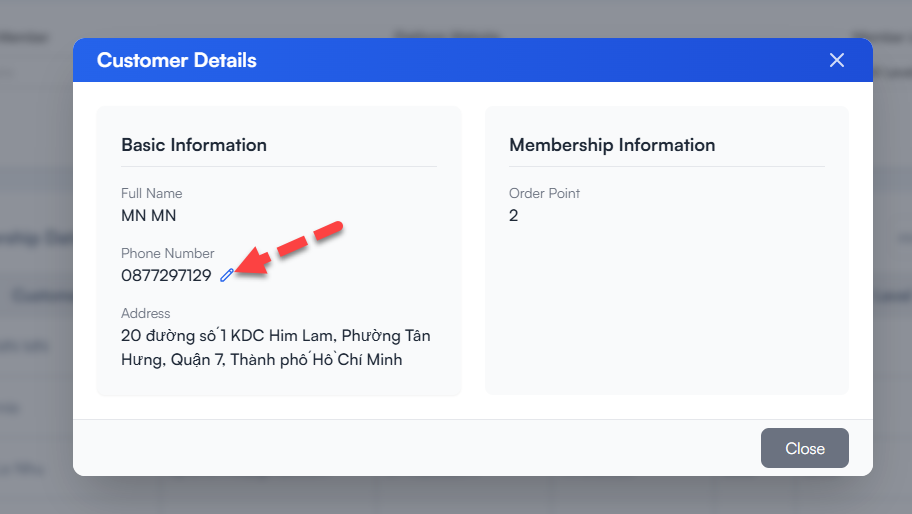 Customer Details
Basic Information
Full Name
MN MN
Phone Number
0877297129
Address
20 đường số 1 KDC Him Lam, Phường Tân
Hưng, Quận 7, Thành phố Hồ Chí Minh
Membership Information
Order Point
2
Close